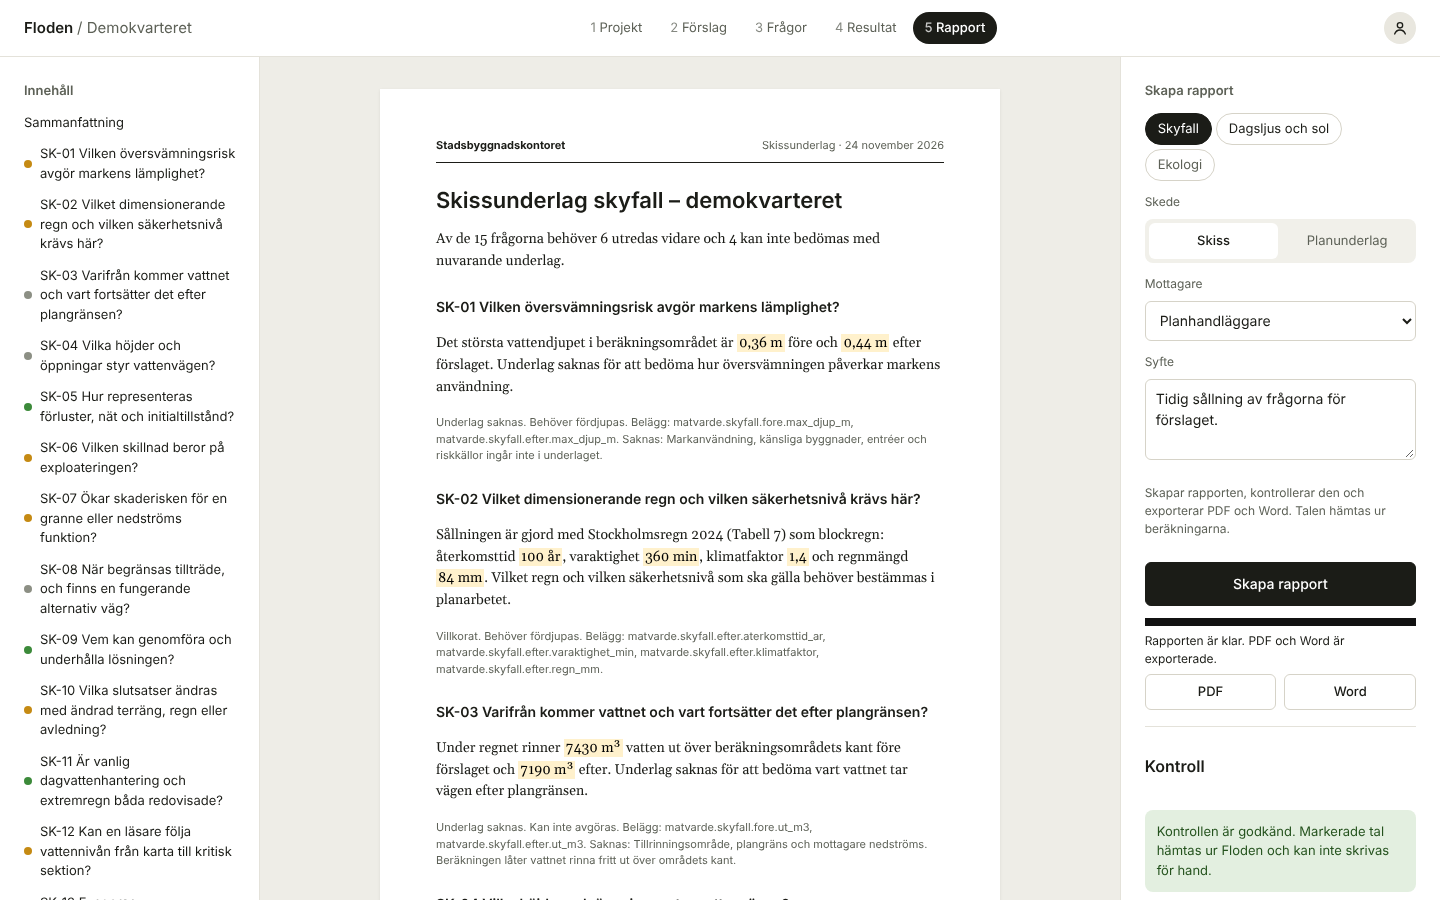 Floden / Demokvarteret
1 Projekt
2 Förslag
3 Frågor
4 Resultat
5 Rapport
Innehåll
Sammanfattning
SK-01 Vilken översvämningsrisk
avgör markens lämplighet?
SK-02 Vilket dimensionerande
regn och vilken säkerhetsnivå
krävs här?
SK-03 Varifrån kommer vattnet
och vart fortsätter det efter
plangränsen?
SK-04 Vilka höjder och
öppningar styr vattenvägen?
SK-05 Hur representeras
förluster, nät och initialtillstånd?
SK-06 Vilken skillnad beror på
exploateringen?
SK-07 Ökar skaderisken för en
granne eller nedströms
funktion?
SK-08 När begränsas tillträde,
och finns en fungerande
alternativ väg?
SK-09 Vem kan genomföra och
underhålla lösningen?
SK-10 Vilka slutsatser ändras
med ändrad terräng, regn eller
avledning?
SK-11 Är vanlig
dagvattenhantering och
extremregn båda redovisade?
SK-12 Kan en läsare följa
vattennivån från karta till kritisk
sektion?
Stadsbyggnadskontoret
Skissunderlag · 24 november 2026
Skissunderlag skyfall – demokvarteret
Av de 15 frågorna behöver 6 utredas vidare och 4 kan inte bedömas med
nuvarande underlag.
SK-01 Vilken översvämningsrisk avgör markens lämplighet?
Det största vattendjupet i beräkningsområdet är 0,36 m före och 0,44 m efter
förslaget. Underlag saknas för att bedöma hur översvämningen påverkar markens
användning.
Underlag saknas. Behöver fördjupas. Belägg: matvarde.skyfall.fore.max_djup_m,
matvarde.skyfall.efter.max_djup_m. Saknas: Markanvändning, känsliga byggnader, entréer och
riskkällor ingår inte i underlaget.
SK-02 Vilket dimensionerande regn och vilken säkerhetsnivå krävs här?
Sållningen är gjord med Stockholmsregn 2024 (Tabell 7) som blockregn:
återkomsttid 100 år, varaktighet 360 min, klimatfaktor 1,4 och regnmängd
84 mm. Vilket regn och vilken säkerhetsnivå som ska gälla behöver bestämmas i
planarbetet.
Villkorat. Behöver fördjupas. Belägg: matvarde.skyfall.efter.aterkomsttid_ar,
matvarde.skyfall.efter.varaktighet_min, matvarde.skyfall.efter.klimatfaktor,
matvarde.skyfall.efter.regn_mm.
SK-03 Varifrån kommer vattnet och vart fortsätter det efter plangränsen?
Under regnet rinner 7430 m³ vatten ut över beräkningsområdets kant före
förslaget och 7190 m³ efter. Underlag saknas för att bedöma vart vattnet tar
vägen efter plangränsen.
Underlag saknas. Kan inte avgöras. Belägg: matvarde.skyfall.fore.ut_m3,
matvarde.skyfall.efter.ut_m3. Saknas: Tillrinningsområde, plangräns och mottagare nedströms.
Beräkningen låter vattnet rinna fritt ut över områdets kant.
Skapa rapport
Skyfall
Dagsljus och sol
Ekologi
Skede
Skiss
Planunderlag
Mottagare
Planhandläggare
Syfte
Tidig sållning av frågorna för
förslaget.
Skapar rapporten, kontrollerar den och
exporterar PDF och Word. Talen hämtas ur
beräkningarna.
Skapa rapport
Rapporten är klar. PDF och Word är
exporterade.
PDF
Word
Kontroll
Kontrollen är godkänd. Markerade tal
hämtas ur Floden och kan inte skrivas
för hand.